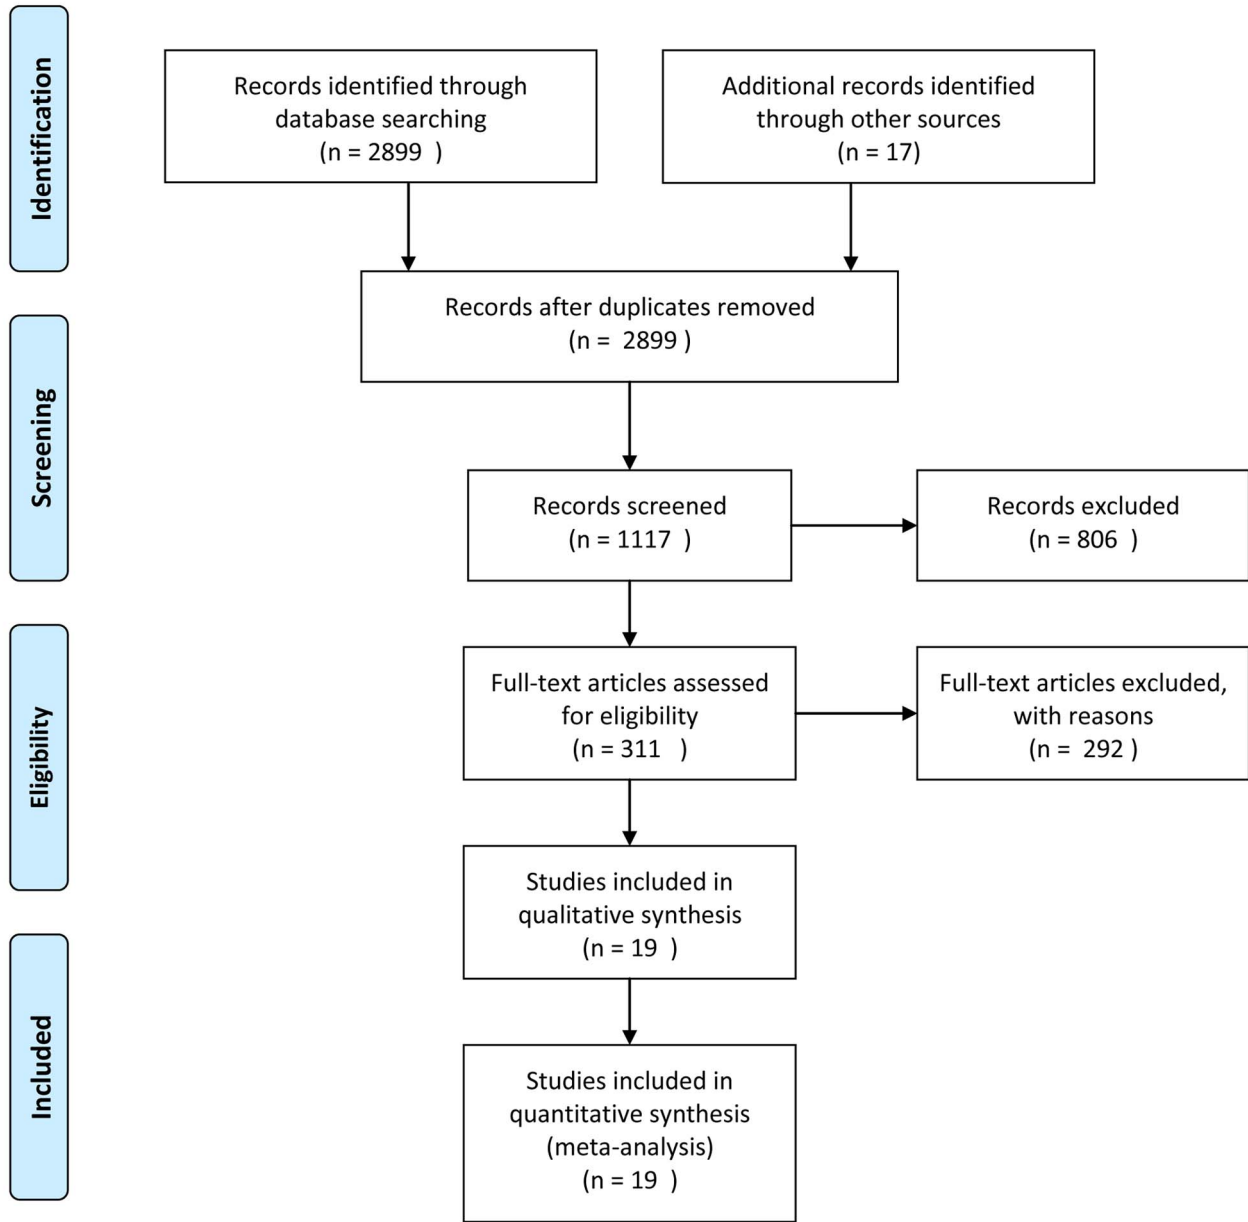 Identification
Records identified through
database searching
(n = 2899  )
Additional records identified
through other sources
(n = 17)
Records after duplicates removed
(n =  2899 )
Screening
Records screened
(n = 1117  )
Records excluded
(n = 806  )
Eligibility
Full-text articles assessed
for eligibility
(n = 311   )
Full-text articles excluded,
with reasons
(n =  292 )
Studies included in
qualitative synthesis
(n = 19  )
Included
Studies included in
quantitative synthesis
(meta-analysis)
(n = 19  )